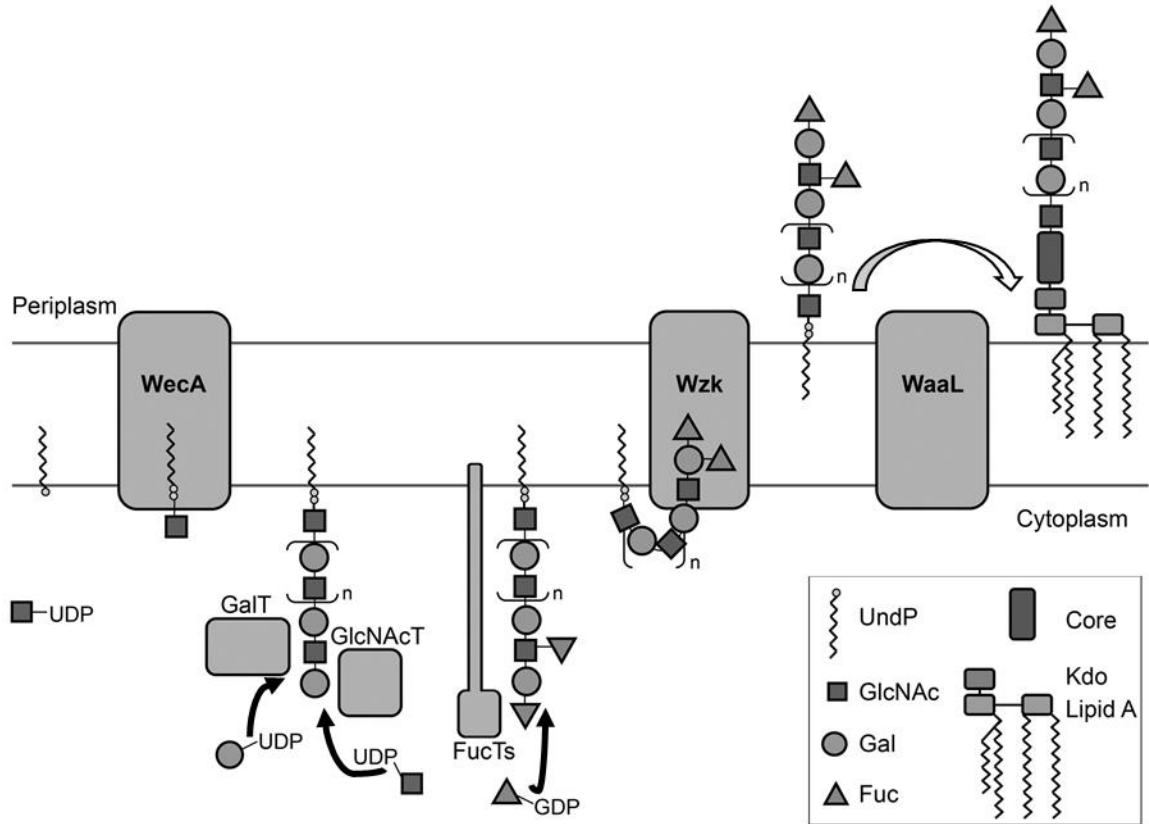 Periplasm
WecA
Wzk
WaaL
n
n
Cytoplasm
UDP
GalT
n
GlcNAcT
UDP
UDP
FucTs
n
GDP
n
UndP
Core
GlcNAc
Kdo
Lipid A
Gal
Fuc